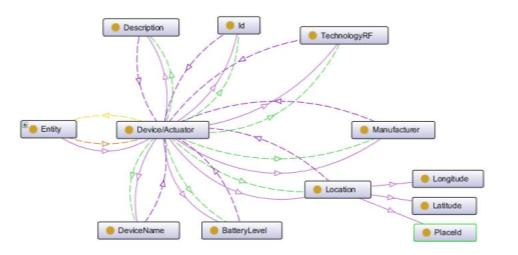 Description
Id
TechnologyRF
Entity
Device/Actuator
Manufacturer
Location
Longitude
Latitude
PlaceId
DeviceName
BatteryLevel